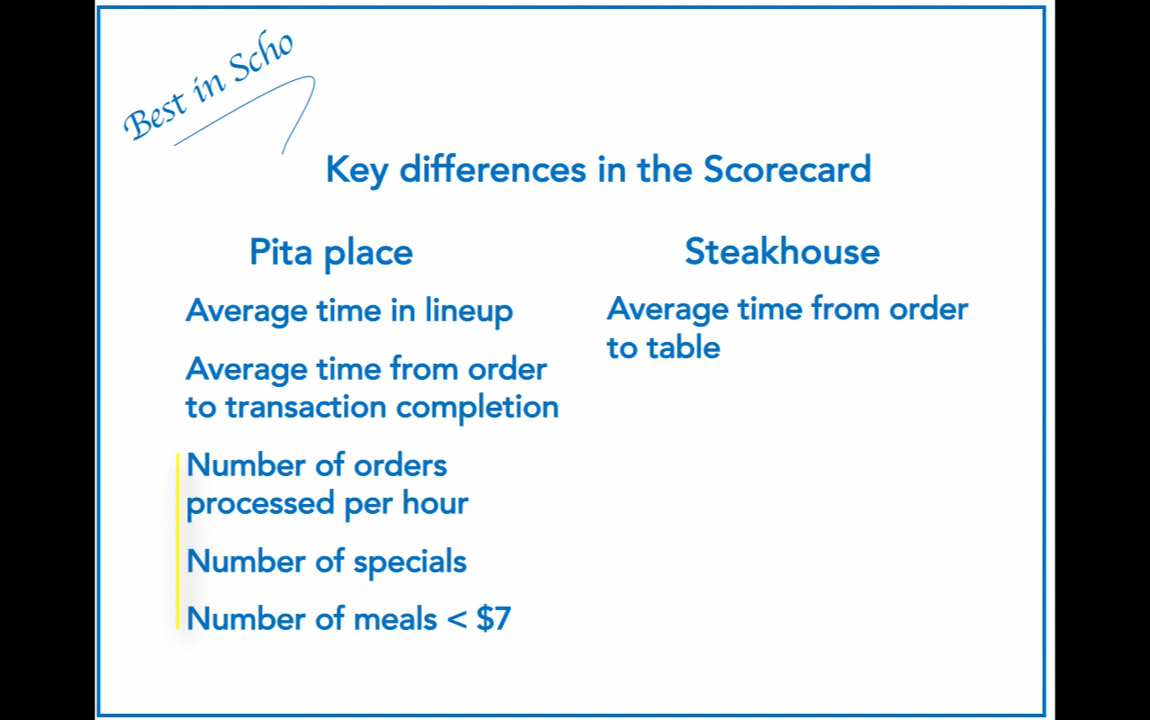 Best in Scho
Key differences in the Scorecard
Pita place
Average time in lineup
Average time from order
to transaction completion
Number of orders
processed per hour
Number of specials
Number of meals < $7
Steakhouse
Average time from order
to table